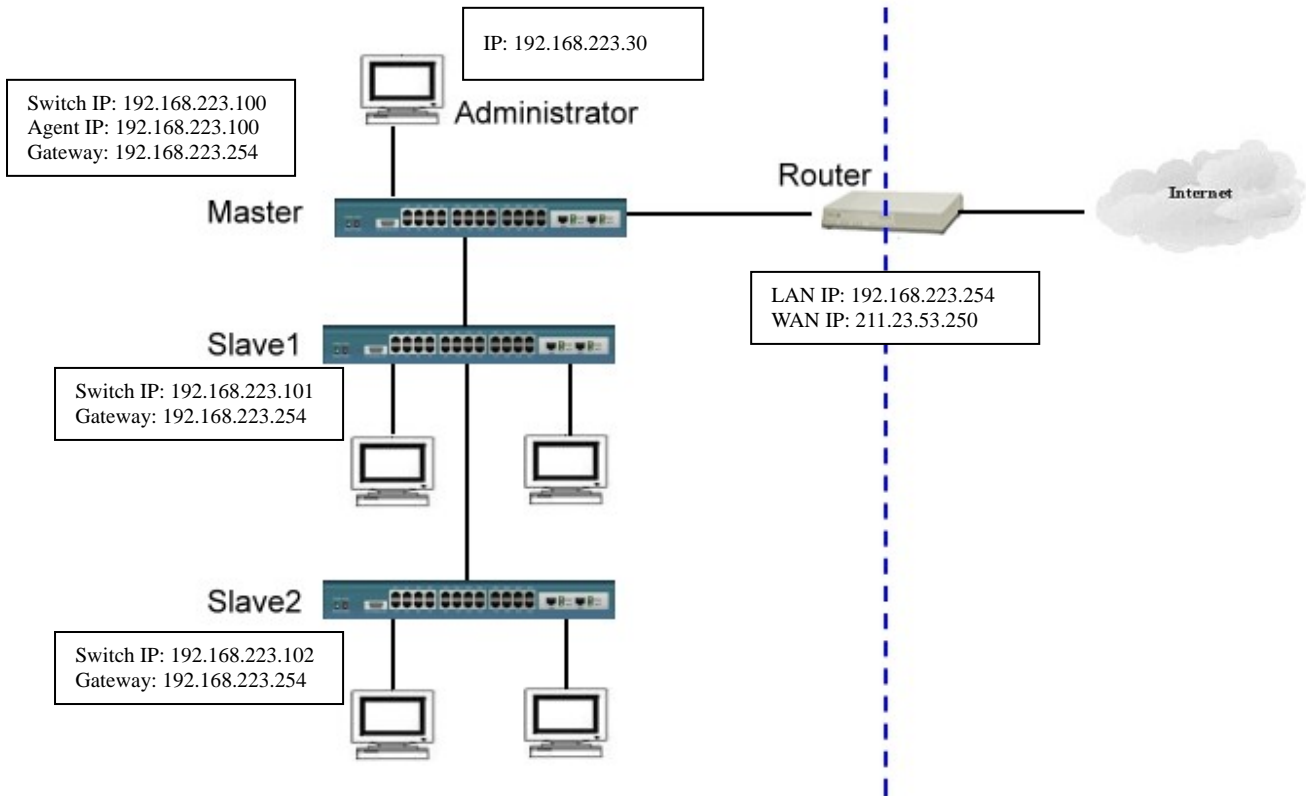 IP: 192.168.223.30
Switch IP: 192.168.223.100
Agent IP: 192.168.223.100
Gateway: 192.168.223.254
Administrator
Router
Internet
Master
LAN IP: 192.168.223.254
WAN IP: 211.23.53.250
Slave1
Switch IP: 192.168.223.101
Gateway: 192.168.223.254
Slave2
Switch IP: 192.168.223.102
Gateway: 192.168.223.254